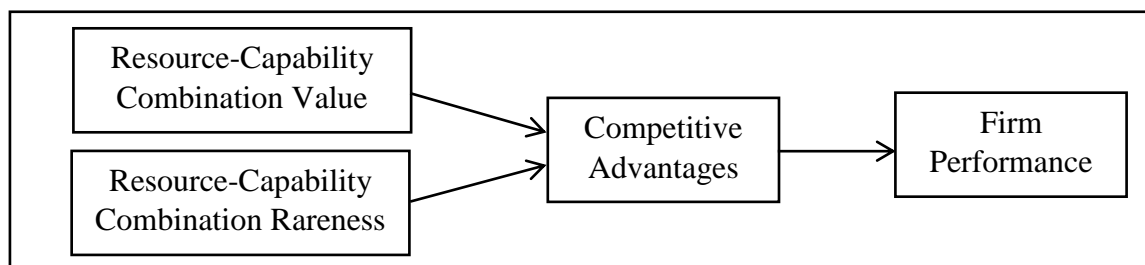 Resource-Capability
Combination Value
Resource-Capability
Combination Rareness
Competitive
Advantages
Firm
Performance